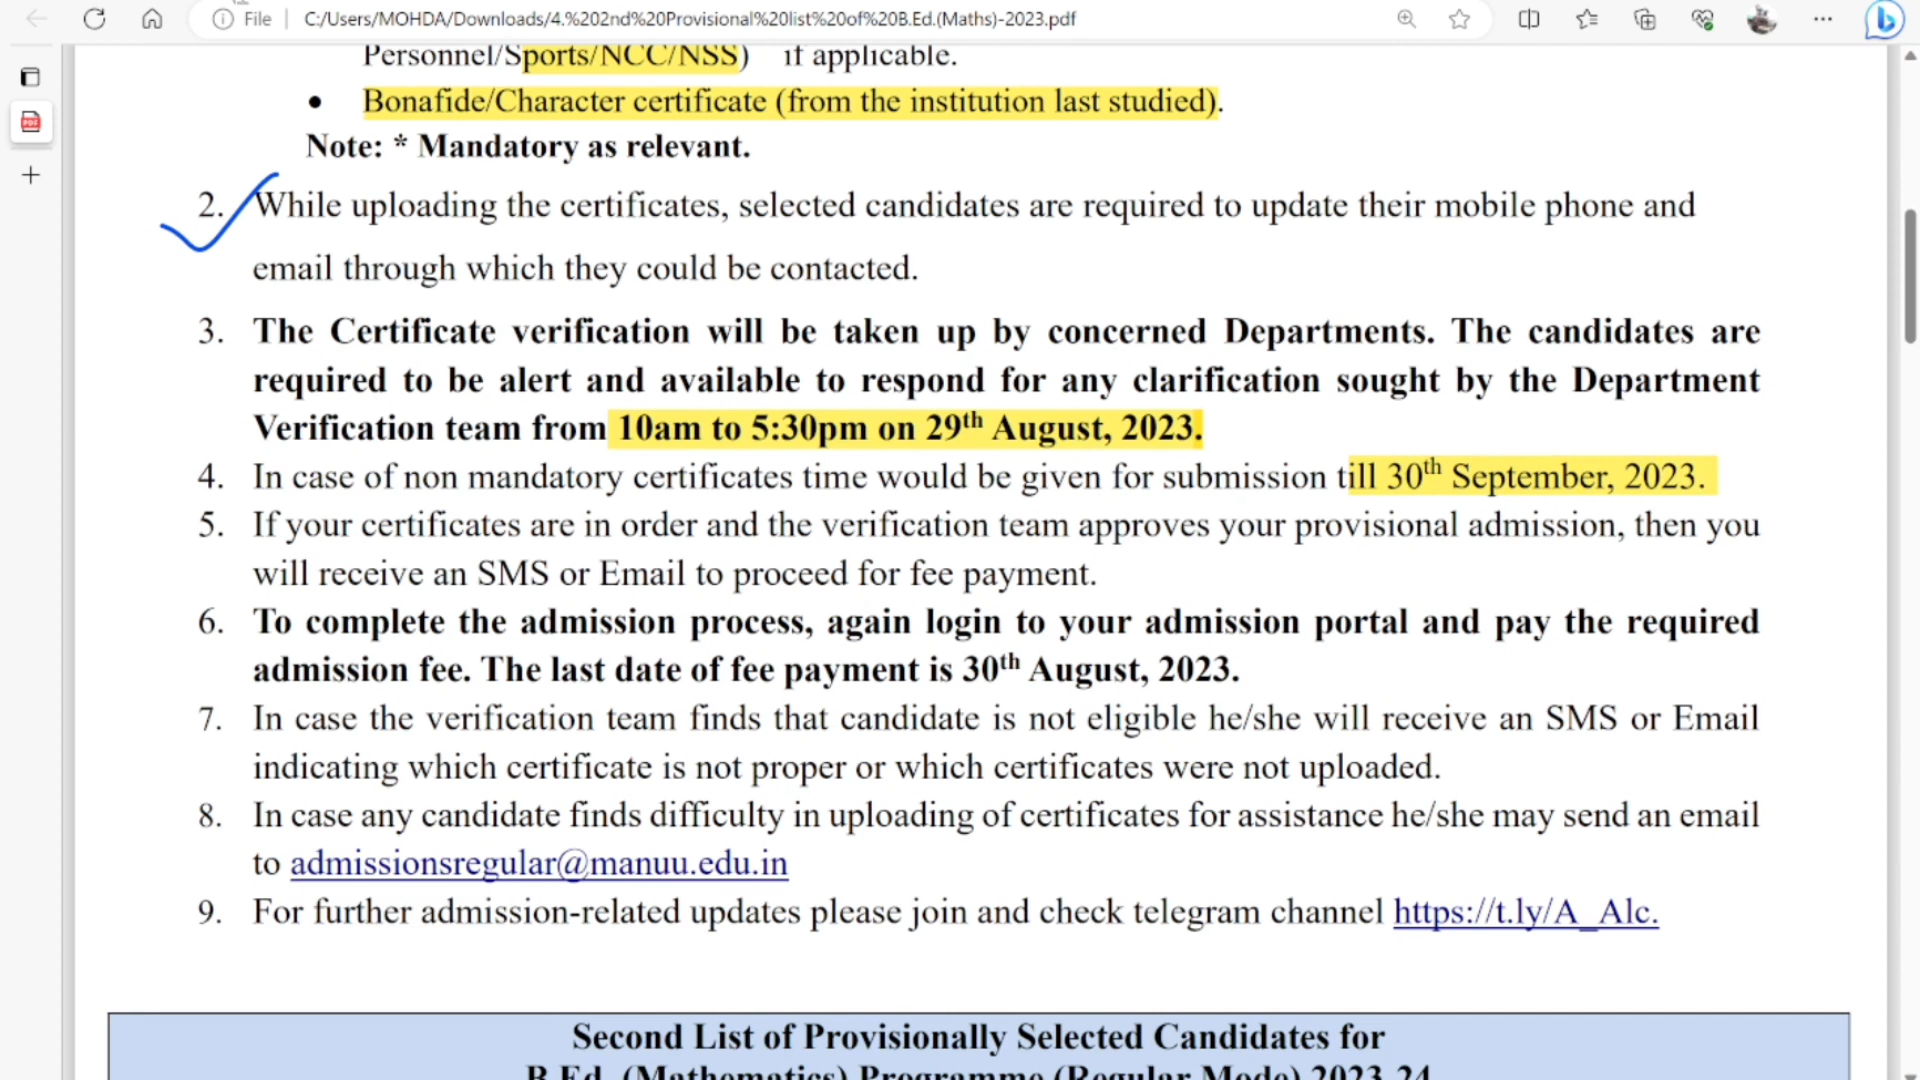 File
C:/Users/MOHDA/Downloads/4.%202nd%20Provisional%20list%20of%20B.Ed.(Maths)-2023.pdf
Personnel/Sports/NCC/NSS) if applicable.
• Bonafide/Character certificate (from the institution last studied).
Note: * Mandatory as relevant.
2. While uploading the certificates, selected candidates are required to update their mobile phone and
email through which they could be contacted.
3. The Certificate verification will be taken up by concerned Departments. The candidates are
required to be alert and available to respond for any clarification sought by the Department
Verification team from 10am to 5:30pm on 29th August, 2023.
4. In case of non mandatory certificates time would be given for submission till 30th September, 2023.
5. If your certificates are in order and the verification team approves your provisional admission, then you
will receive an SMS or Email to proceed for fee payment.
6. To complete the admission process, again login to your admission portal and pay the required
admission fee. The last date of fee payment is 30th August, 2023.
7. In case the verification team finds that candidate is not eligible he/she will receive an SMS or Email
indicating which certificate is not proper or which certificates were not uploaded.
8. In case any candidate finds difficulty in uploading of certificates for assistance he/she may send an email
to admissionsregular@manuu.edu.in
9. For further admission-related updates please join and check telegram channel https://t.ly/A_Alc.
Second List of Provisionally Selected Candidates for
B.Ed. (Mathematics) Programme (Regular Mode) 2023-24